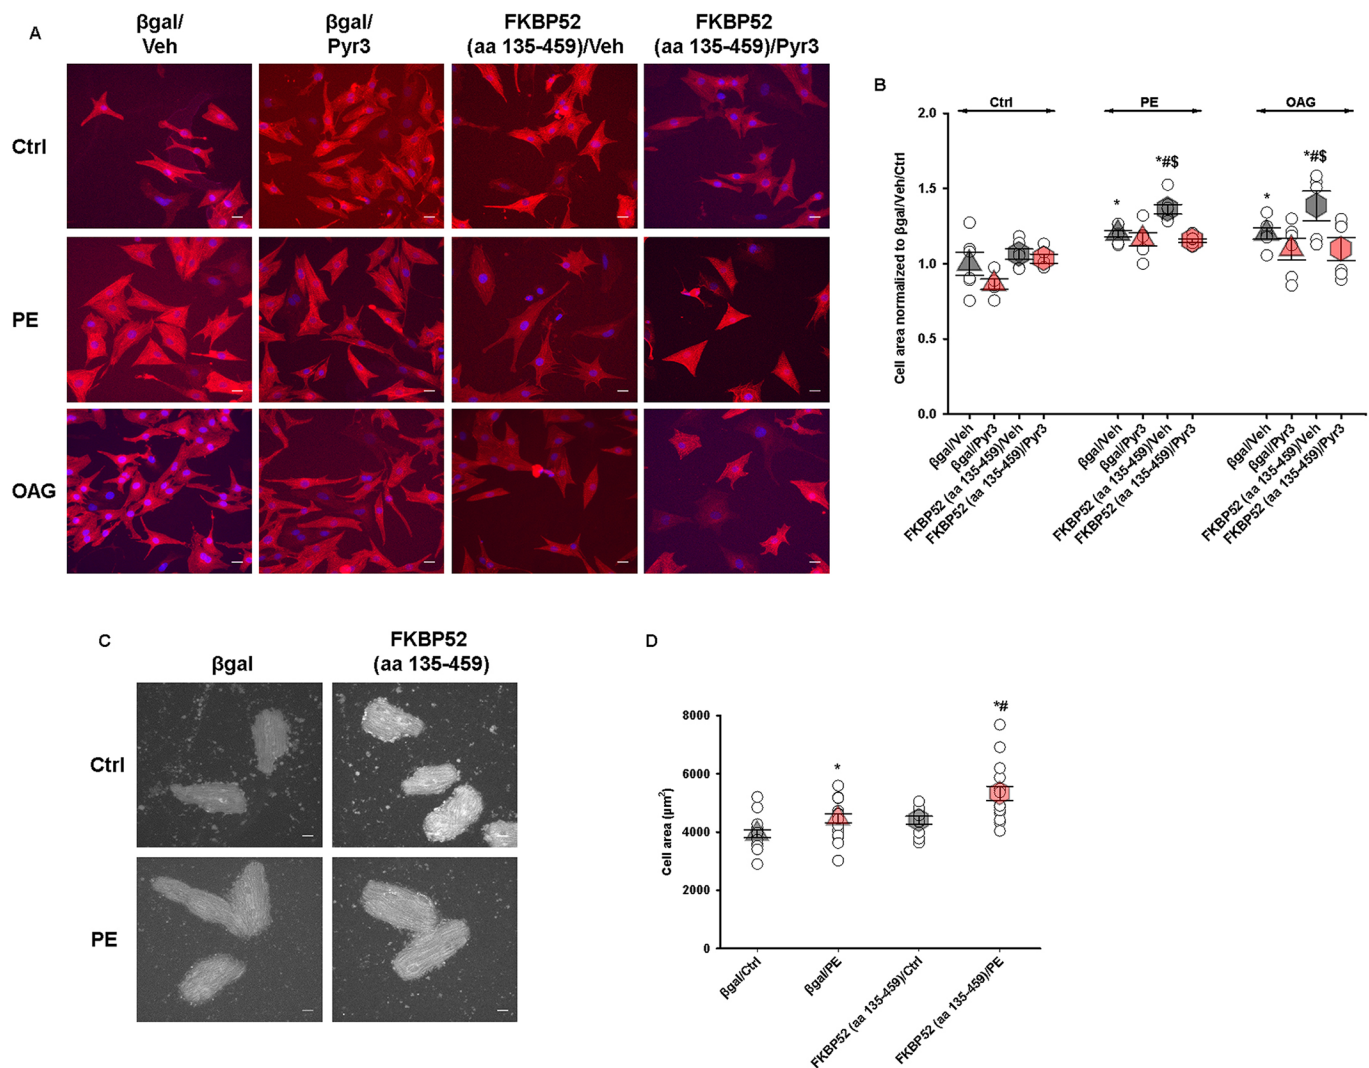 A
βgal/
Veh
βgal/
Pyr3
FKBP52
(aa 135-459)/Veh
FKBP52
(aa 135-459)/Pyr3
Ctrl
PE
OAG
B
Ctrl
PE
OAG
Cell area normalized to βgal/Veh/Ctrl
2.0
1.5
1.0
0.5
0.0
*
*#$
*
*#$
βgal/Veh
βgal/Pyr3
FKBP52 (aa 135-459)/Veh
FKBP52 (aa 135-459)/Pyr3
βgal/Veh
βgal/Pyr3
FKBP52 (aa 135-459)/Veh
FKBP52 (aa 135-459)/Pyr3
βgal/Veh
βgal/Pyr3
FKBP52 (aa 135-459)/Veh
FKBP52 (aa 135-459)/Pyr3
C
βgal
FKBP52
(aa 135-459)
Ctrl
PE
D
Cell area (µm²)
8000
6000
4000
2000
0
*
*#
βgal/Ctrl
βgal/PE
FKBP52 (aa 135-459)/Ctrl
FKBP52 (aa 135-459)/PE